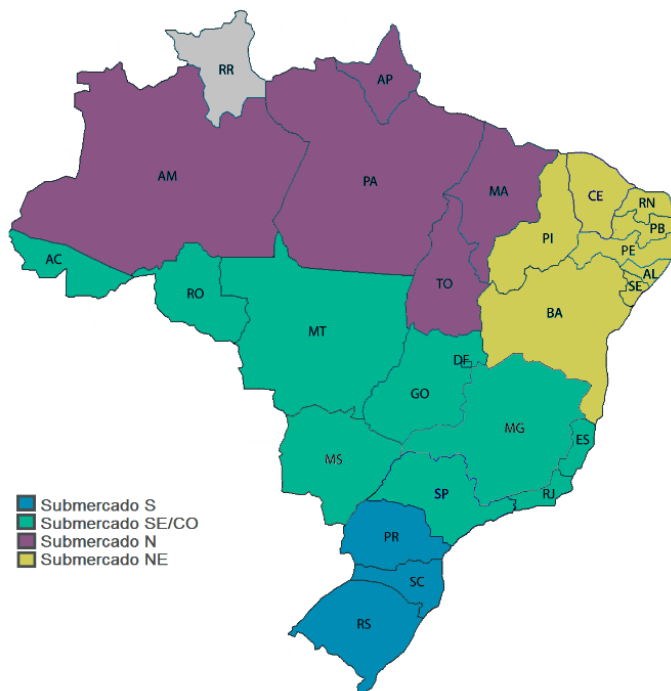 RR
AP
AM
PA
MA
CE
RN
PB
PI
PE
AL
SE
AC
RO
TO
BA
MT
DF
GO
MG
ES
MS
SP
RJ
PR
SC
RS
Submercado S
Submercado SE/CO
Submercado N
Submercado NE